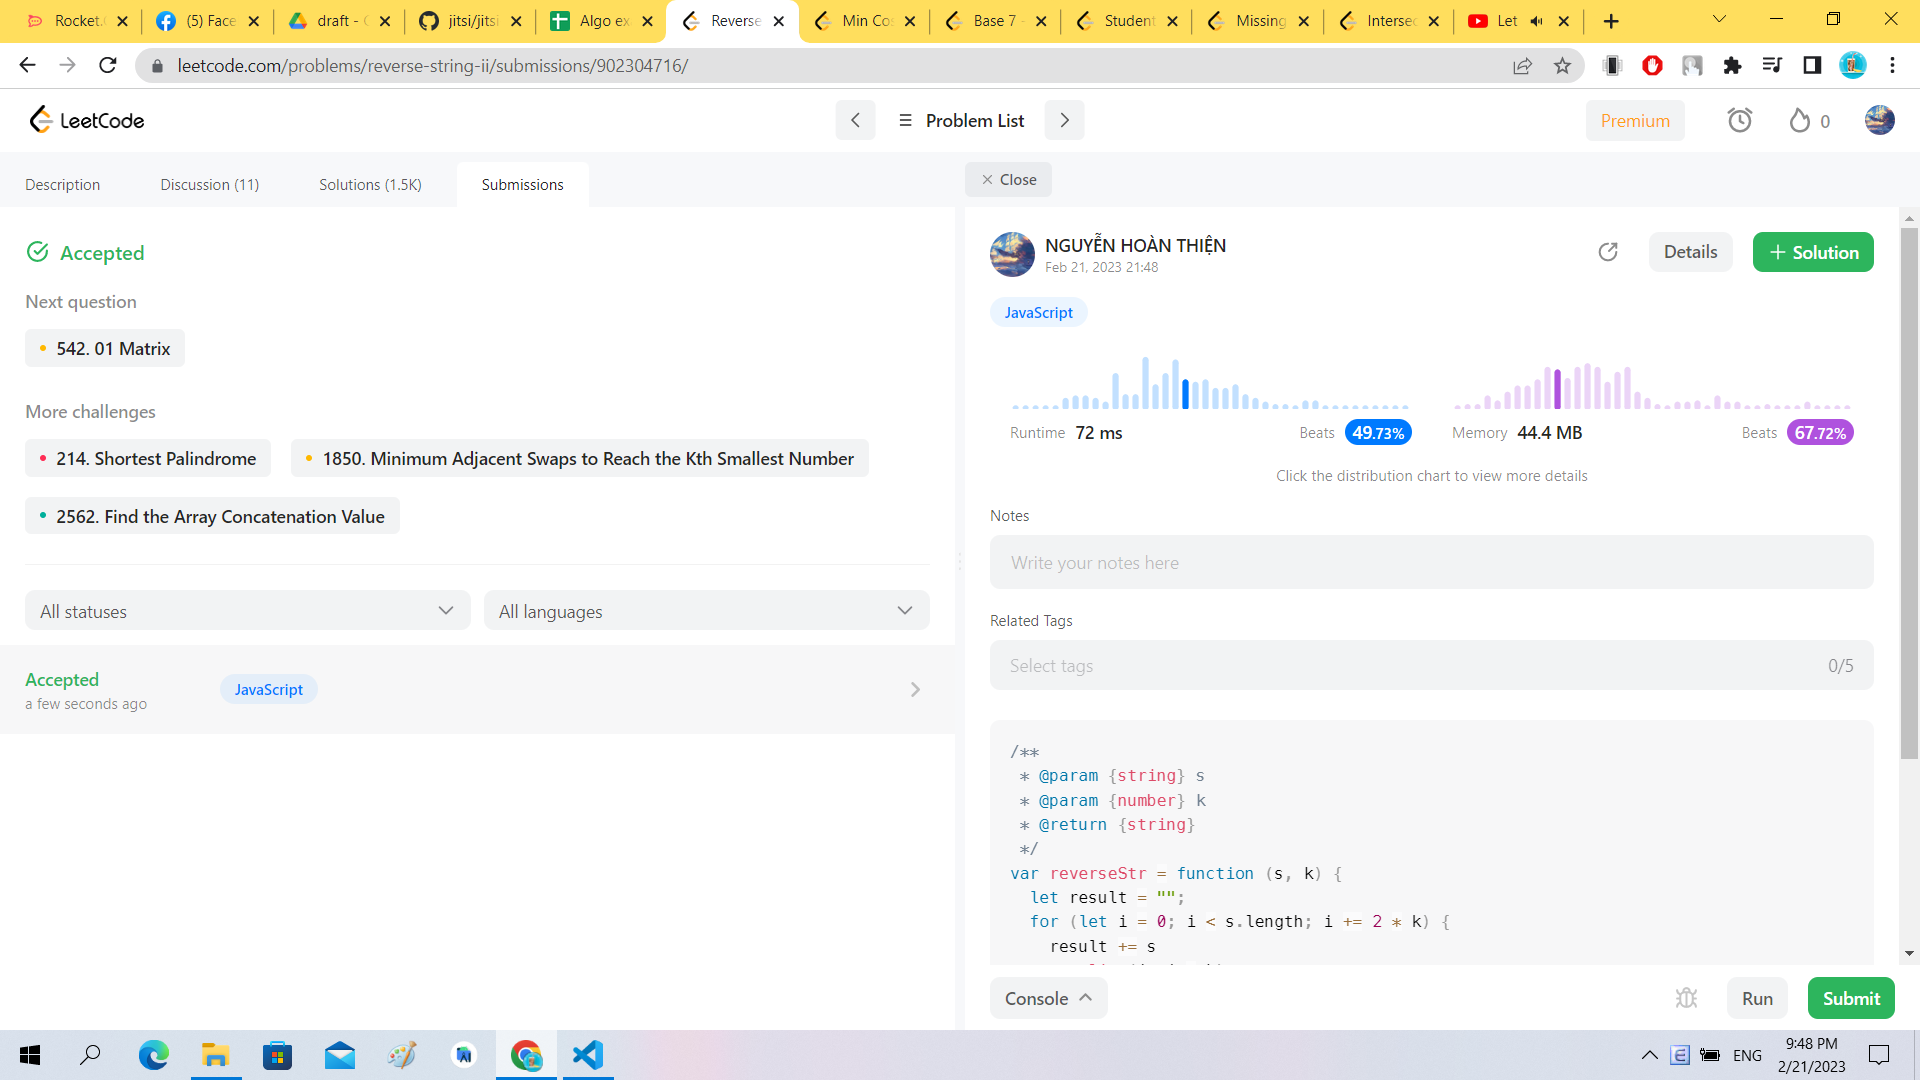 Rocket.
(5) Face
draft -
jitsi/jitsi
Algo ex
Reverse
Min Cos
Base 7 -
Student
Missing
Intersec
Let
leetcode.com/problems/reverse-string-ii/submissions/902304716/
LeetCode
Problem List
Premium
0
Description
Discussion (11)
Solutions (1.5K)
Submissions
Close
Accepted
Next question
542. 01 Matrix
More challenges
214. Shortest Palindrome
1850. Minimum Adjacent Swaps to Reach the Kth Smallest Number
2562. Find the Array Concatenation Value
All statuses
All languages
Accepted
a few seconds ago
JavaScript
NGUYỄN HOÀN THIỆN
Feb 21, 2023 21:48
Details
+ Solution
JavaScript
Runtime 72 ms
Beats 49.73%
Memory 44.4 MB
Beats 67.72%
Click the distribution chart to view more details
Notes
Write your notes here
Related Tags
Select tags
0/5
/**
* @param {string} s
* @param {number} k
* @return {string}
*/
var reverseStr = function (s, k) {
let result = "";
for (let i = 0; i < s.length; i += 2 * k) {
result += s
Console
Run
Submit
ENG
9:48 PM
2/21/2023